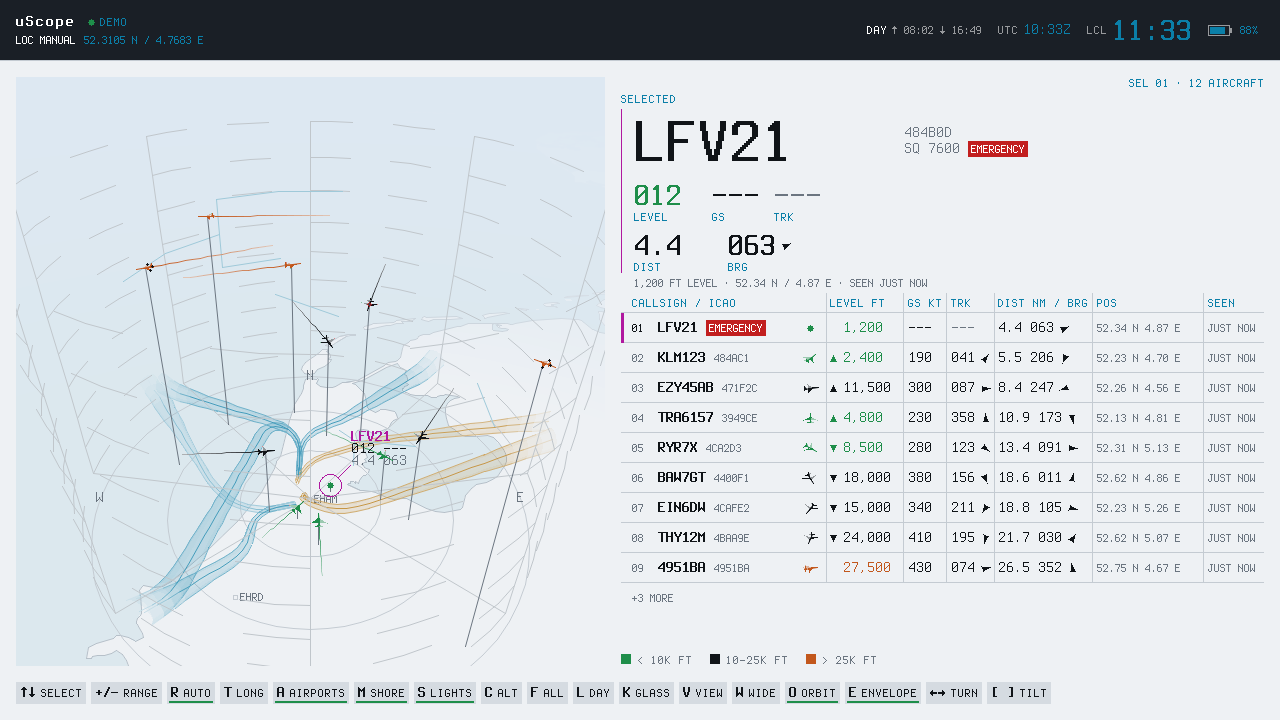 uScope DEMO
LOC MANUAL 52.3105 N / 4.7683 E
DAY ↑ 08:02 ↓ 16:49 UTC 10:33Z LCL 11:33 88%
SEL 01 · 12 AIRCRAFT
SELECTED
LFV21
484B0D
SQ 7600 EMERGENCY
012 --- ---
LEVEL GS TRK
4.4 063
DIST BRG
1,200 FT LEVEL · 52.34 N / 4.87 E · SEEN JUST NOW
CALLSIGN / ICAO LEVEL FT GS KT TRK DIST NM / BRG POS SEEN
01 LFV21 EMERGENCY 1,200 --- --- 4.4 063 52.34 N 4.87 E JUST NOW
02 KLM123 484AC1 ▲ 2,400 190 041 5.5 206 52.23 N 4.70 E JUST NOW
03 EZY45AB 471F2C ▲ 11,500 300 087 8.4 247 52.26 N 4.56 E JUST NOW
04 TRA6157 3949CE ▲ 4,800 230 358 10.9 173 52.13 N 4.81 E JUST NOW
05 RYR7X 4CA2D3 ▼ 8,500 280 123 13.4 091 52.31 N 5.13 E JUST NOW
06 BAW7GT 4400F1 ▼ 18,000 380 156 18.4 011 52.62 N 4.86 E JUST NOW
07 EIN6DW 4CAFE2 ▼ 15,000 340 211 18.8 105 52.23 N 5.26 E JUST NOW
08 THY12M 4BAA9E ▼ 24,000 410 195 21.7 030 52.62 N 5.07 E JUST NOW
09 4951BA 4951BA 27,500 430 074 26.5 352 52.75 N 4.67 E JUST NOW
+3 MORE
< 10K FT 10-25K FT > 25K FT
N
W
E
LFV21
012 ---
4.4 063
EHAM
EHRD
↑↓ SELECT +/- RANGE R AUTO T LONG A AIRPORTS M SHORE S LIGHTS C ALT F ALL L DAY K GLASS V VIEW W WIDE O ORBIT E ENVELOPE ←→ TURN [ ] TILT